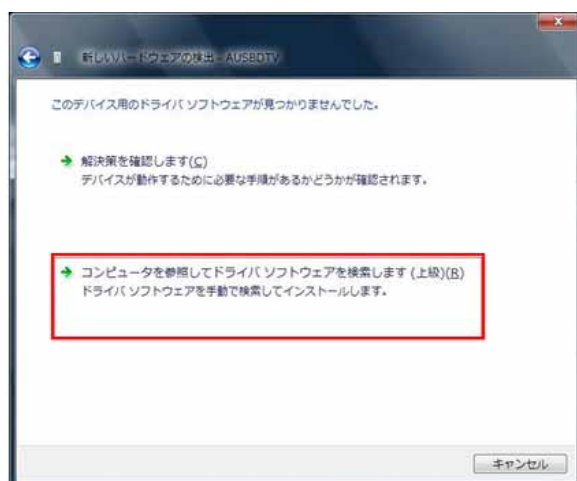 新しいハードウェアの検出 - AUSBDTV
このデバイス用のドライバ ソフトウェアが見つかりませんでした。
解決策を確認します(C)
デバイスが動作するために必要な手順があるかどうかが確認されます。
コンピュータを参照してドライバ ソフトウェアを検索します (上級)(R)
ドライバ ソフトウェアを手動で検索してインストールします。
キャンセル